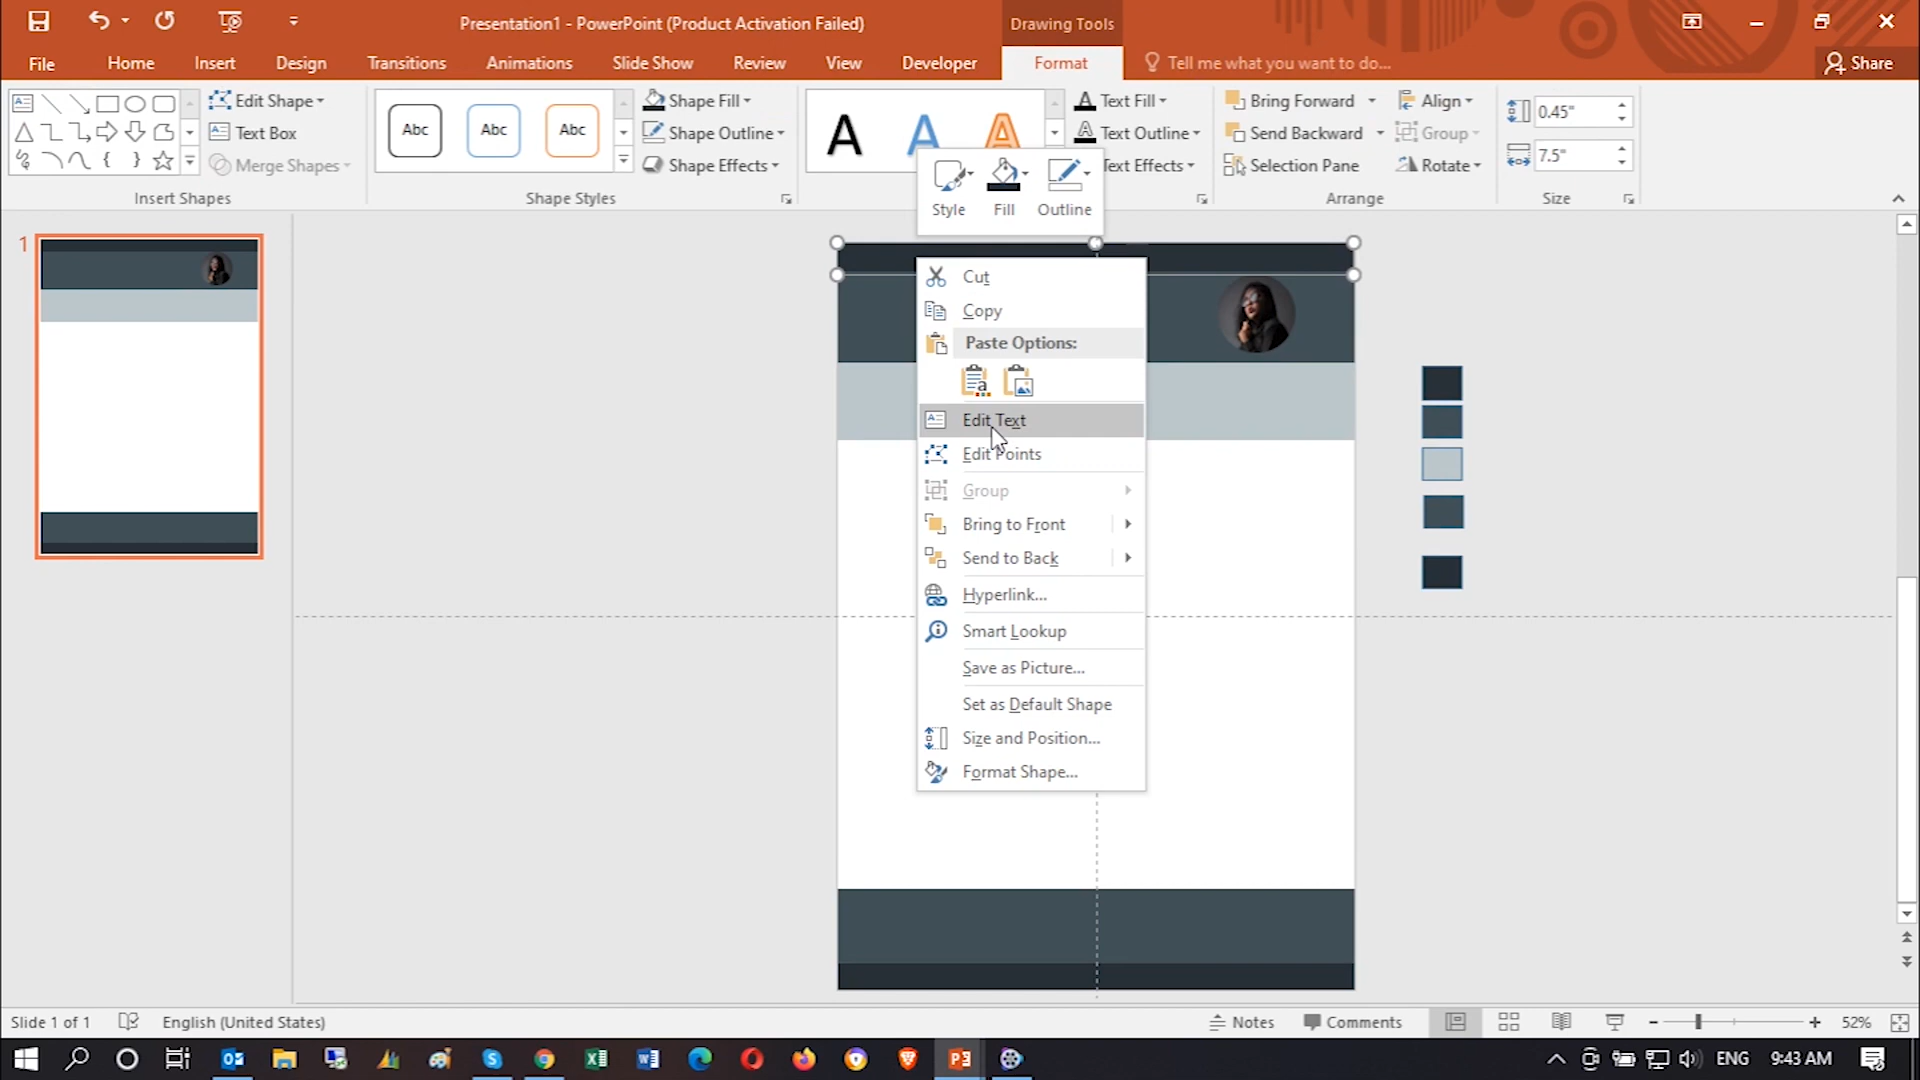 Presentation1 - PowerPoint (Product Activation Failed)
Drawing Tools
File
Home
Insert
Design
Transitions
Animations
Slide Show
Review
View
Developer
Format
Tell me what you want to do...
Share
Edit Shape
Text Box
Merge Shapes
Insert Shapes
Abc
Abc
Abc
Shape Fill
Shape Outline
Shape Effects
Shape Styles
A
A
A
Text Fill
Text Outline
Text Effects
Bring Forward
Send Backward
Selection Pane
Align
Group
Rotate
Arrange
0.45"
7.5"
Size
Style
Fill
Outline
1
Cut
Copy
Paste Options:
Edit Text
Edit Points
Group
Bring to Front
Send to Back
Hyperlink...
Smart Lookup
Save as Picture...
Set as Default Shape
Size and Position...
Format Shape...
Slide 1 of 1
English (United States)
Notes
Comments
52%
ENG
9:43 AM